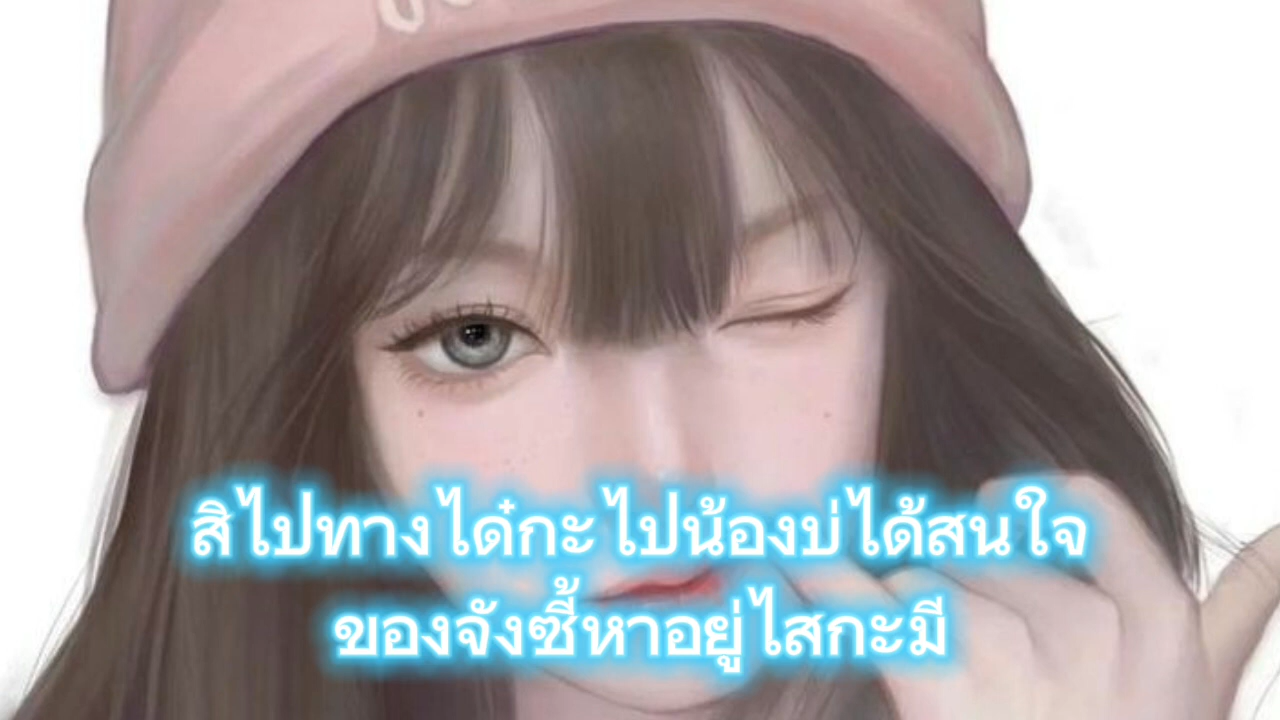 สิไปทางได๋กะไปน้องบ่ได้สนใจ
ของจังซี้หาอยู่ไสกะมี